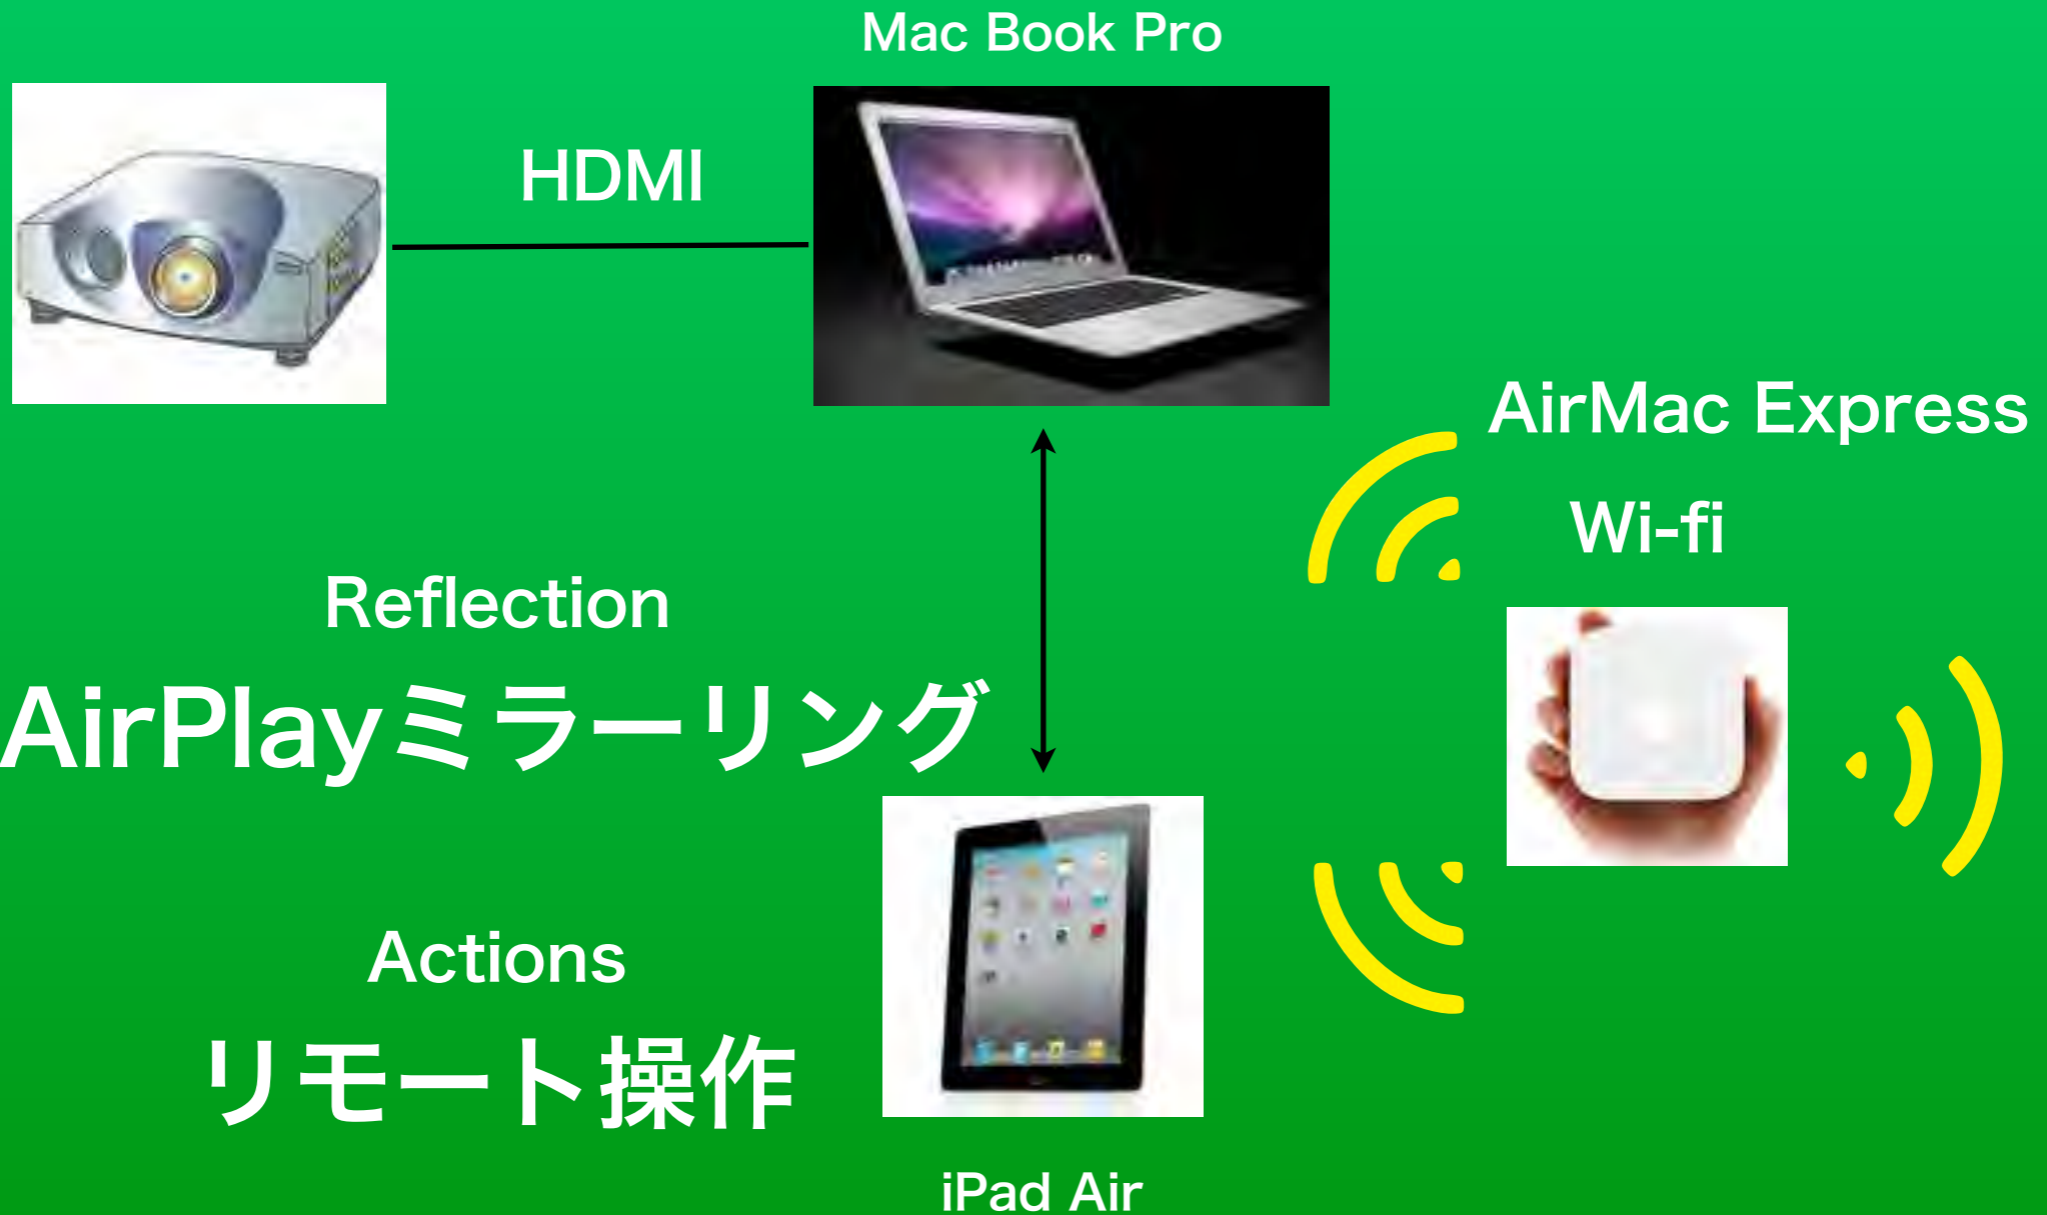 Mac Book Pro
HDMI
AirMac Express
Wi-fi
Reflection
AirPlayミラーリング
Actions
リモート操作
iPad Air